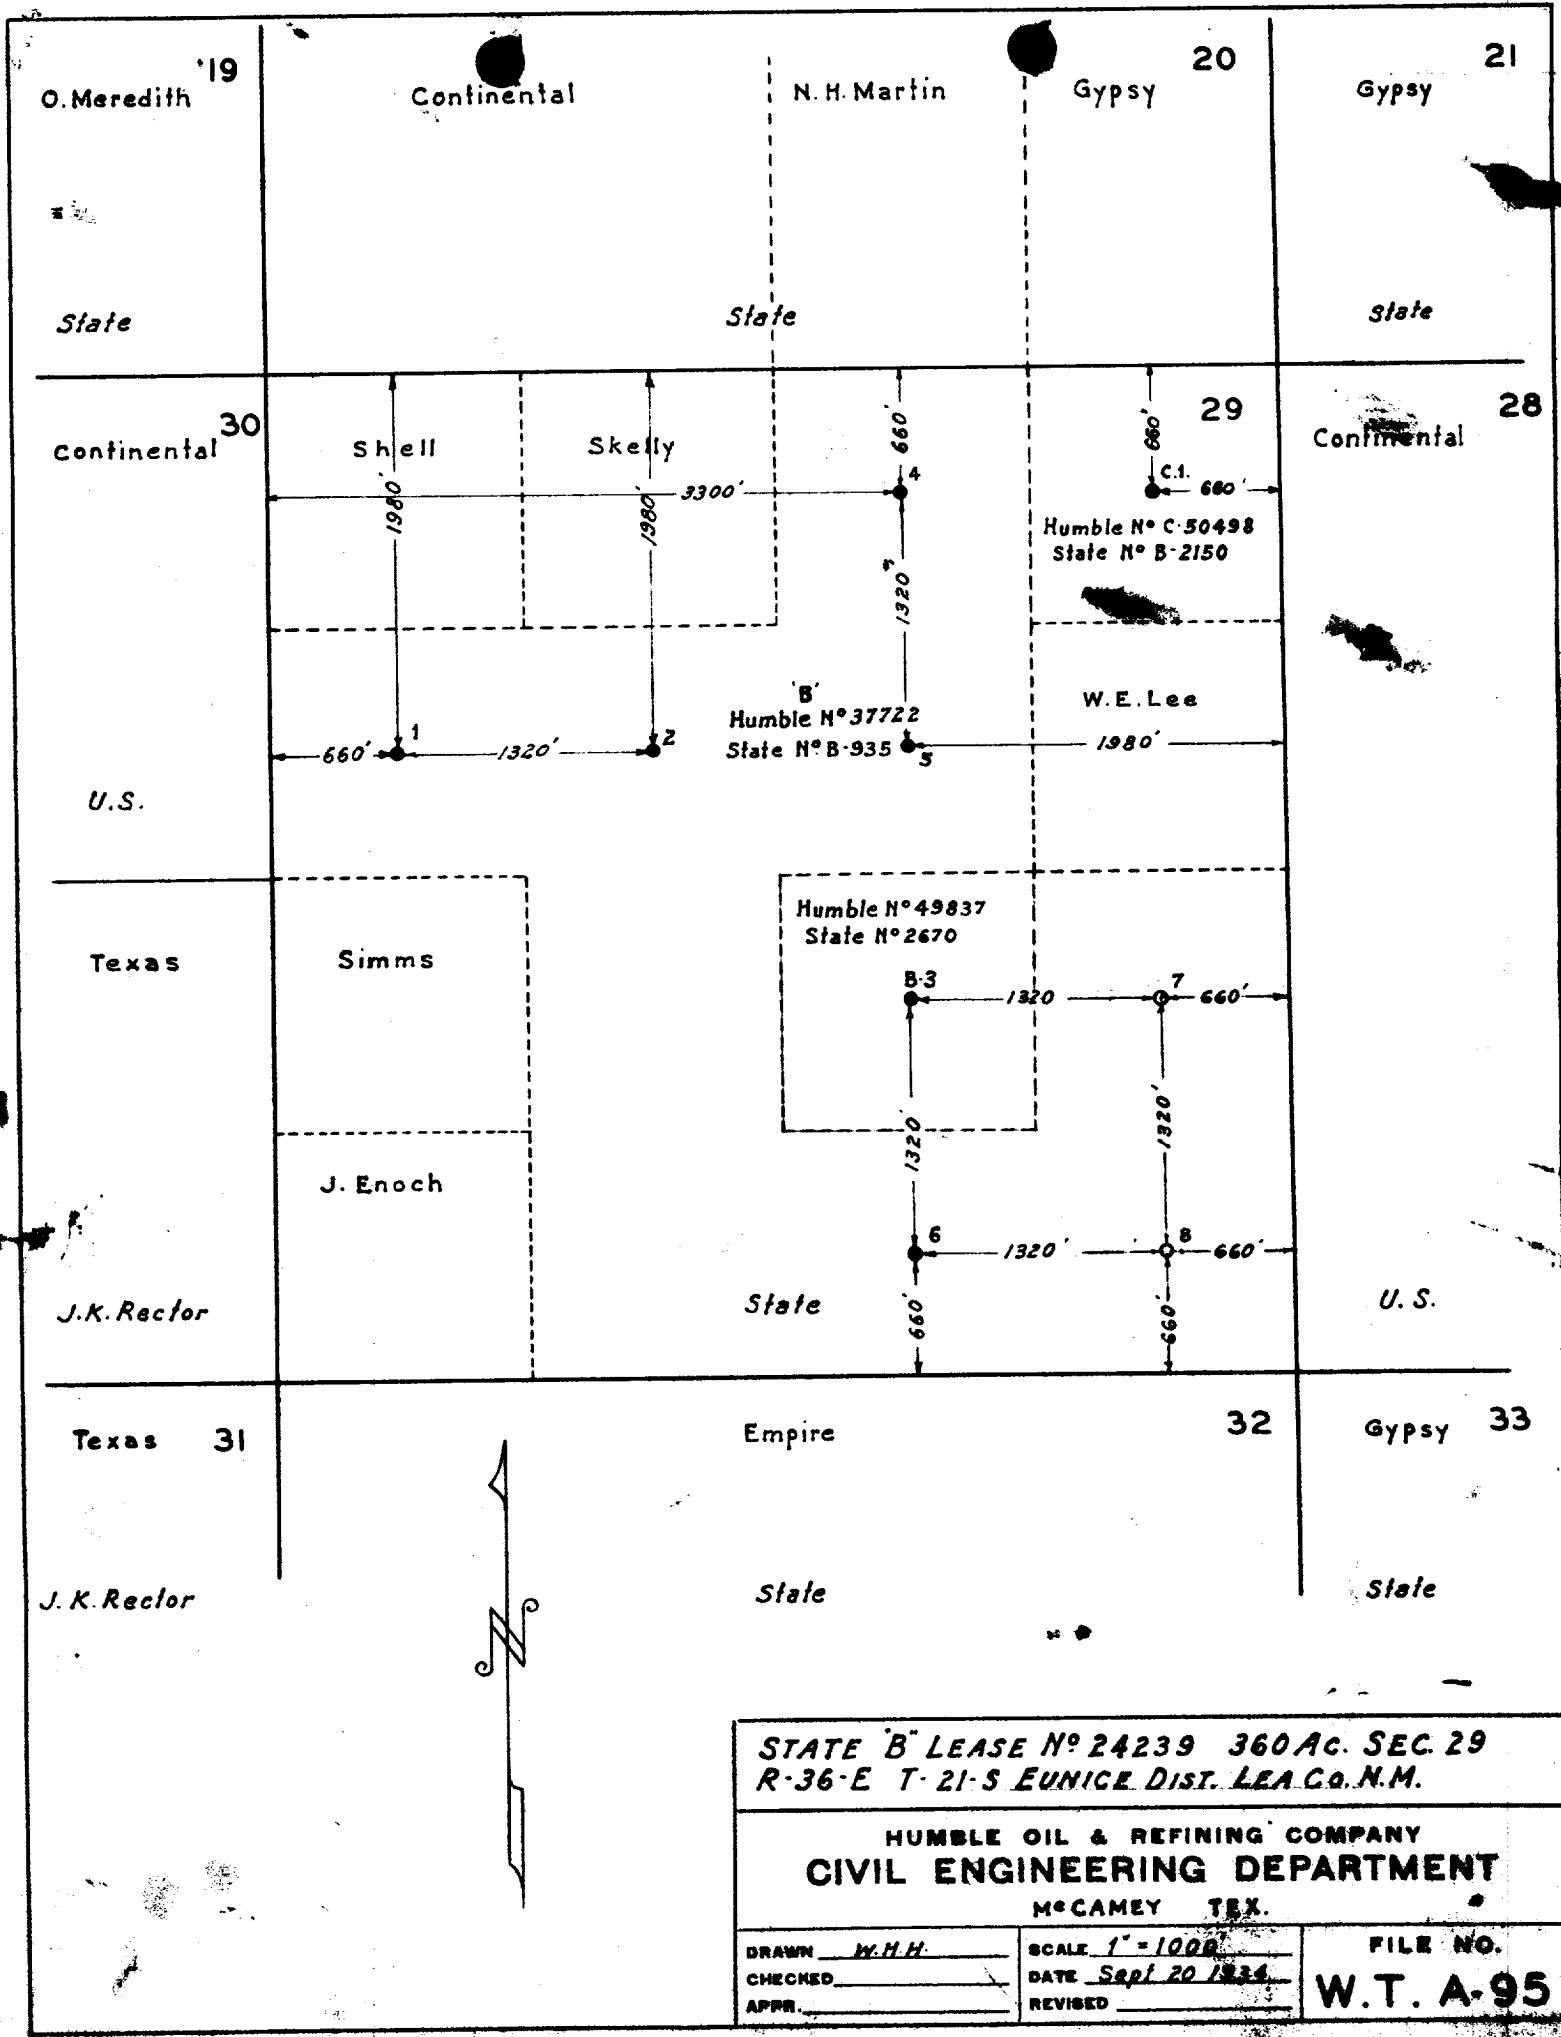 19
20
21
O. Meredith
Continental
N. H. Martin
Gypsy
Gypsy
State
State
State
30
29
28
Continental
Shell
Skelly
Continental
1980'
1980'
660'
660'
3300'
4
C.1.
660'
Humble Nº C-50498
State Nº B-2150
1320'
'B'
Humble Nº 37722
State Nº B-935
W.E. Lee
660'
1
1320'
2
5
1980'
U.S.
Texas
Simms
Humble Nº 49837
State Nº 2670
B-3
1320
7
660'
1320'
1320'
J. Enoch
6
1320'
8
660'
J.K. Rector
State
660'
660'
U.S.
Texas
31
Empire
32
Gypsy
33
N
J. K. Rector
State
State
STATE "B" LEASE Nº 24239 360 AC. SEC. 29
R-36-E T-21-S EUNICE DIST. LEA CO. N.M.
HUMBLE OIL & REFINING COMPANY
CIVIL ENGINEERING DEPARTMENT
McCAMEY TEX.
DRAWN W.H.H.
CHECKED
APPR.
SCALE 1" = 1000'
DATE Sept 20 1934
REVISED
FILE NO.
W.T. A-95